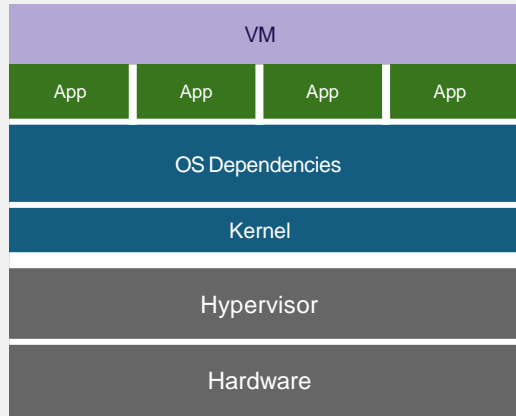 VM
App App App App
OS Dependencies
Kernel
Hypervisor
Hardware